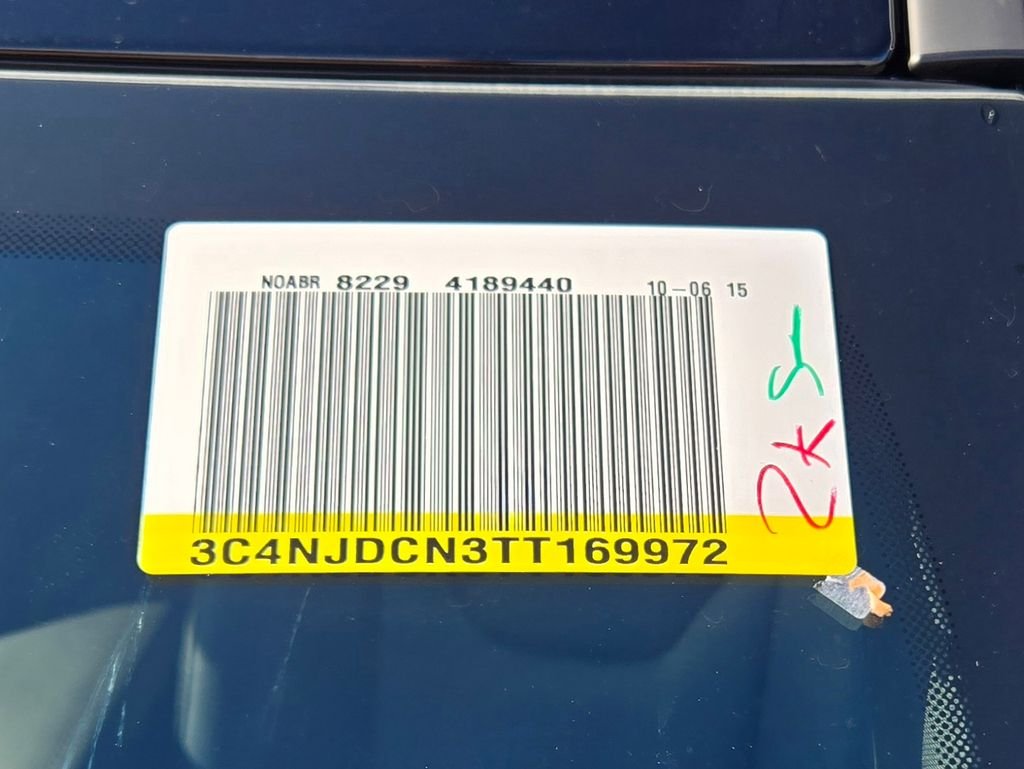 NOABR 8229 4189440 10-06 15
3C4NJDCN3TT169972
2K